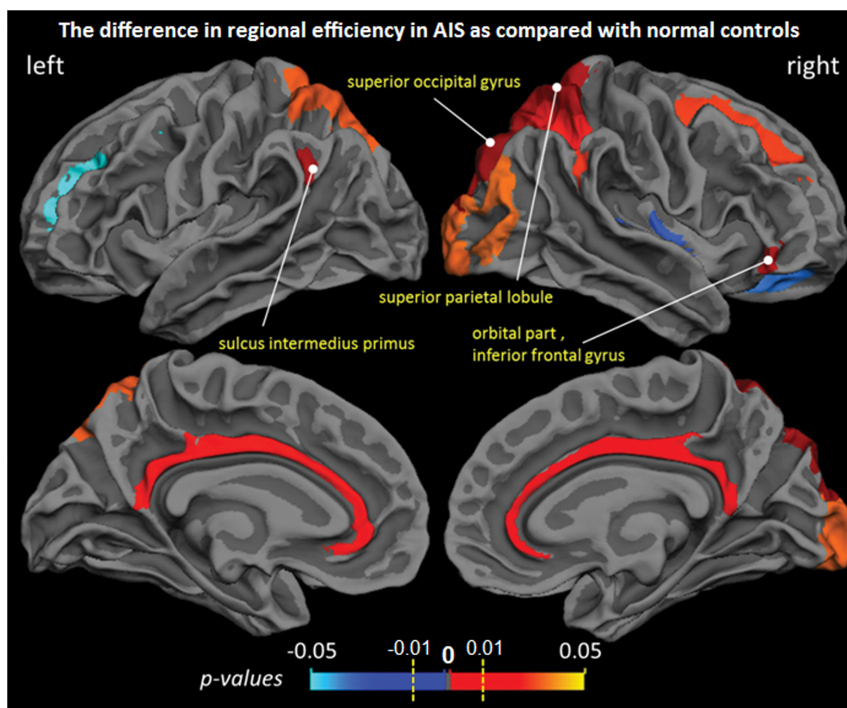 The difference in regional efficiency in AIS as compared with normal controls
left
right
superior occipital gyrus
superior parietal lobule
sulcus intermedius primus
orbital part ,
inferior frontal gyrus
-0.05 -0.01 0 0.01 0.05
p-values